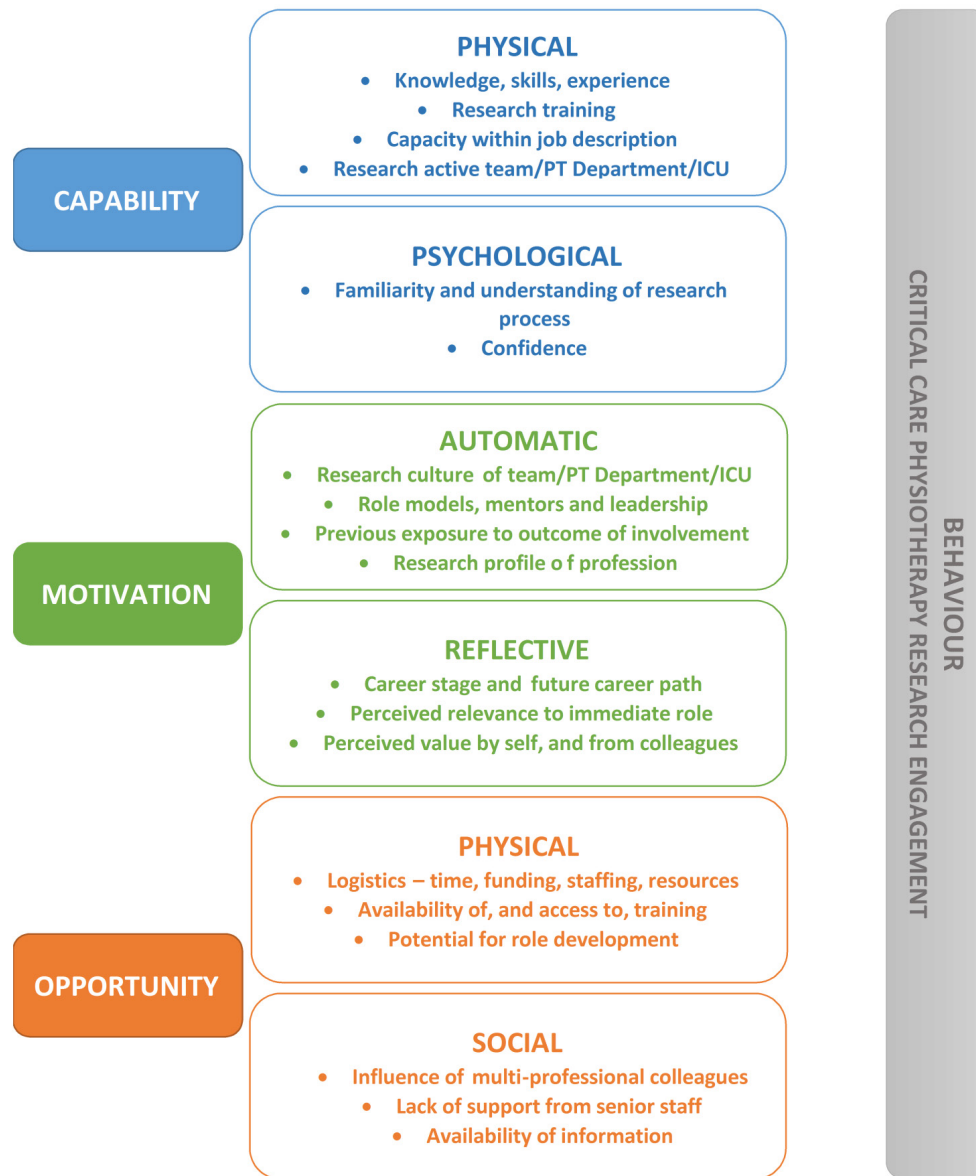 PHYSICAL
• Knowledge, skills, experience
• Research training
• Capacity within job description
• Research active team/PT Department/ICU
CAPABILITY
PSYCHOLOGICAL
• Familiarity and understanding of research
process
• Confidence
AUTOMATIC
• Research culture of team/PT Department/ICU
• Role models, mentors and leadership
• Previous exposure to outcome of involvement
• Research profile o f profession
MOTIVATION
REFLECTIVE
• Career stage and future career path
• Perceived relevance to immediate role
• Perceived value by self, and from colleagues
PHYSICAL
• Logistics – time, funding, staffing, resources
• Availability of, and access to, training
• Potential for role development
OPPORTUNITY
SOCIAL
• Influence of multi-professional colleagues
• Lack of support from senior staff
• Availability of information
BEHAVIOUR
CRITICAL CARE PHYSIOTHERAPY RESEARCH ENGAGEMENT